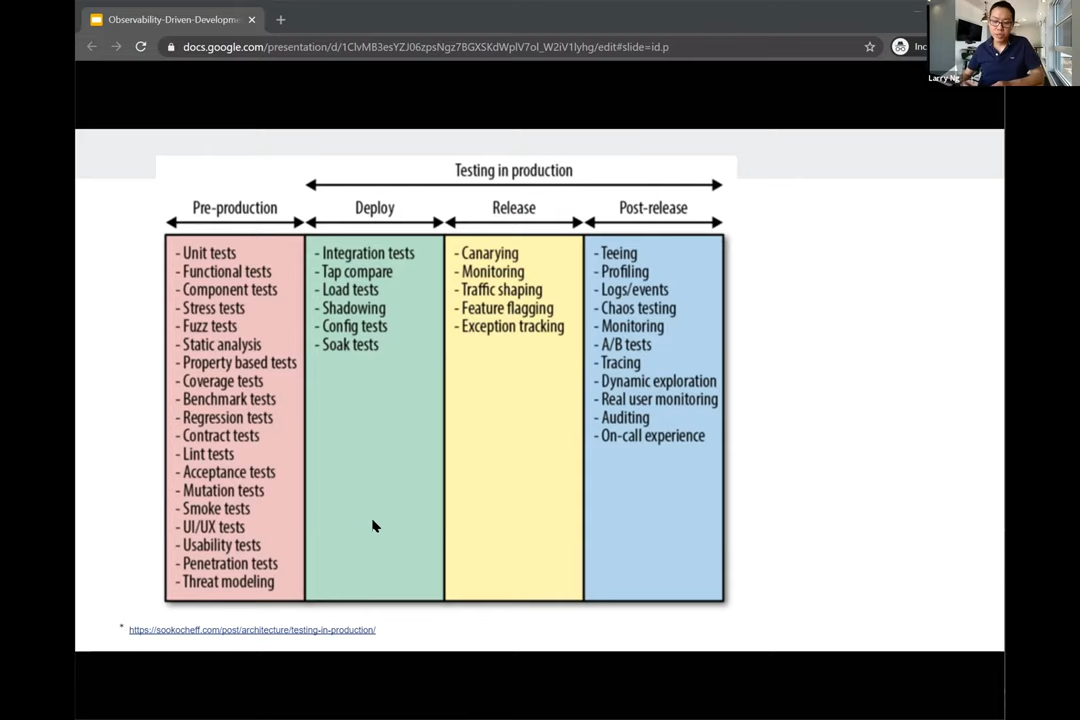 Observability-Driven-Developme
docs.google.com/presentation/d/1ClvMB3esYZJ06zpsNgz7BGXSKdWplV7ol_W2iV1lyhg/edit#slide=id.p
Inc
Larry Ng
Testing in production
Pre-production
Deploy
Release
Post-release
- Unit tests
- Functional tests
- Component tests
- Stress tests
- Fuzz tests
- Static analysis
- Property based tests
- Coverage tests
- Benchmark tests
- Regression tests
- Contract tests
- Lint tests
- Acceptance tests
- Mutation tests
- Smoke tests
- UI/UX tests
- Usability tests
- Penetration tests
- Threat modeling
- Integration tests
- Tap compare
- Load tests
- Shadowing
- Config tests
- Soak tests
- Canarying
- Monitoring
- Traffic shaping
- Feature flagging
- Exception tracking
- Teeing
- Profiling
- Logs/events
- Chaos testing
- Monitoring
- A/B tests
- Tracing
- Dynamic exploration
- Real user monitoring
- Auditing
- On-call experience
* https://sookocheff.com/post/architecture/testing-in-production/